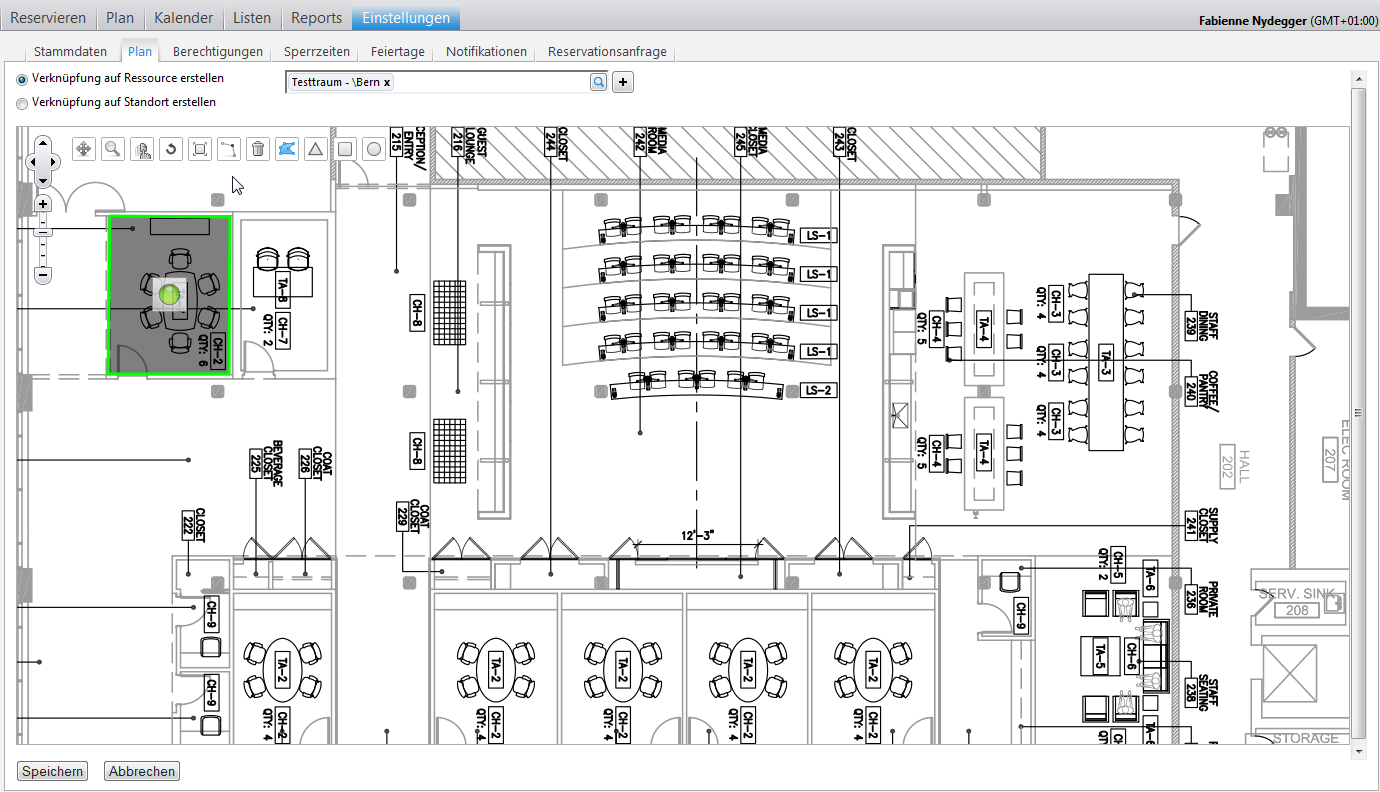 Reservieren Plan Kalender Listen Reports Einstellungen
Fabienne Nydegger (GMT+01:00)
Stammdaten Plan Berechtigungen Sperrzeiten Feiertage Notifikationen Reservationsanfrage
Verknüpfung auf Ressource erstellen
Testtraum - \Bern x
Verknüpfung auf Standort erstellen
CEPTION/
ENTRY
215
GUEST
LOUNGE
216
CLOSET
244
MEDIA
ROOM
242
MEDIA
CLOSET
245
CLOSET
243
LS-1
LS-1
LS-1
LS-1
LS-2
TA-8
CH-7
QTY: 2
CH-2
QTY: 6
CH-8
CH-8
CH-4
QTY: 5
TA-4
CH-3
QTY: 4
CH-3
QTY: 4
CH-3
QTY: 4
TA-3
CH-4
QTY: 5
TA-4
STAFF
DINING
239
COFFEE/
PANTRY
240
HALL
202
ELEC ROOM
207
BEVERAGE
CLOSET
225
COAT
CLOSET
226
CLOSET
222
COAT
CLOSET
229
12'-3"
SUPPLY
CLOSET
241
CH-5
QTY: 2
TA-6
PRIVATE
ROOM
236
SERV. SINK
208
CH-9
CH-9
CH-9
TA-2
TA-2
TA-2
TA-2
TA-2
TA-5
CH-6
STAFF
SEATING
238
CH-2
QTY: 4
CH-2
QTY: 4
CH-2
QTY: 4
CH-2
QTY: 4
CH-2
QTY: 4
TA-6
STORAGE
Speichern Abbrechen